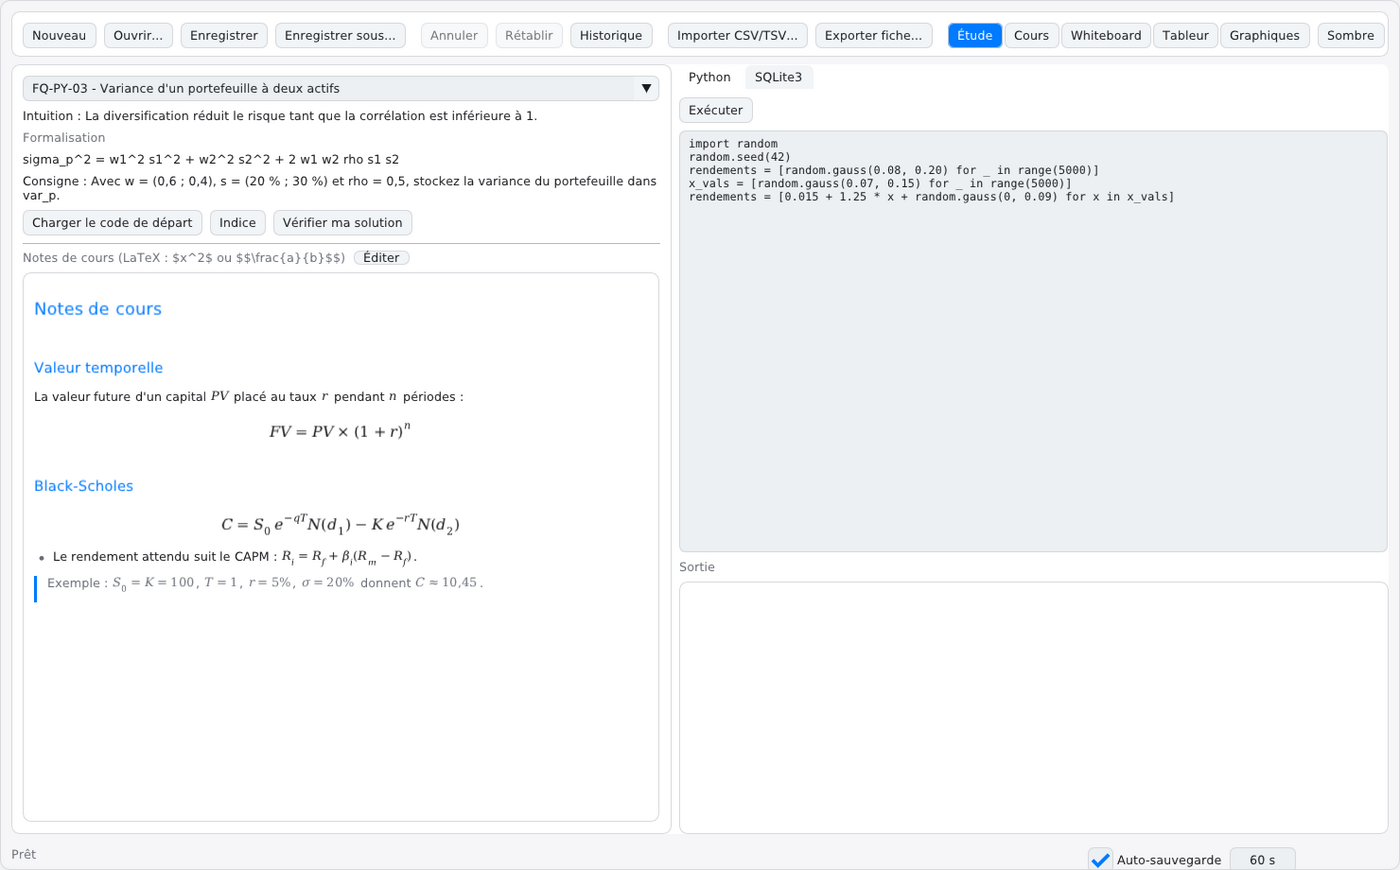 Nouveau Ouvrir... Enregistrer Enregistrer sous... Annuler Rétablir Historique Importer CSV/TSV... Exporter fiche... Étude Cours Whiteboard Tableur Graphiques Sombre
FQ-PY-03 - Variance d'un portefeuille à deux actifs
Intuition : La diversification réduit le risque tant que la corrélation est inférieure à 1.
Formalisation
sigma_p^2 = w1^2 s1^2 + w2^2 s2^2 + 2 w1 w2 rho s1 s2
Consigne : Avec w = (0,6 ; 0,4), s = (20 % ; 30 %) et rho = 0,5, stockez la variance du portefeuille dans
var_p.
Charger le code de départ Indice Vérifier ma solution
Notes de cours (LaTeX : $x^2$ ou $$\frac{a}{b}$$) Éditer
Notes de cours
Valeur temporelle
La valeur future d'un capital PV placé au taux r pendant n périodes :
FV = PV × (1 + r)^n
Black-Scholes
C = S_0 e^{-qT} N(d_1) − K e^{-rT} N(d_2)
• Le rendement attendu suit le CAPM : R_i = R_f + β_i(R_m − R_f).
Exemple : S_0 = K = 100, T = 1, r = 5%, σ = 20% donnent C ≈ 10,45.
Python SQLite3
Exécuter
import random
random.seed(42)
rendements = [random.gauss(0.08, 0.20) for _ in range(5000)]
x_vals = [random.gauss(0.07, 0.15) for _ in range(5000)]
rendements = [0.015 + 1.25 * x + random.gauss(0, 0.09) for x in x_vals]
Sortie
Prêt
Auto-sauvegarde 60 s